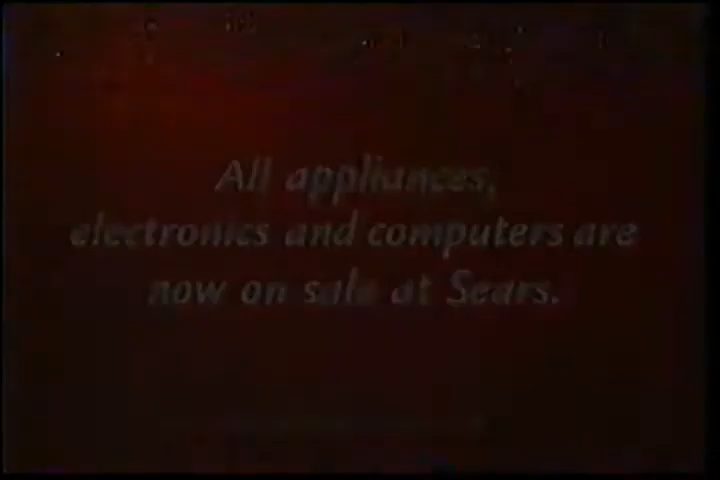 All appliances,
electronics and computers are
now on sale at Sears.